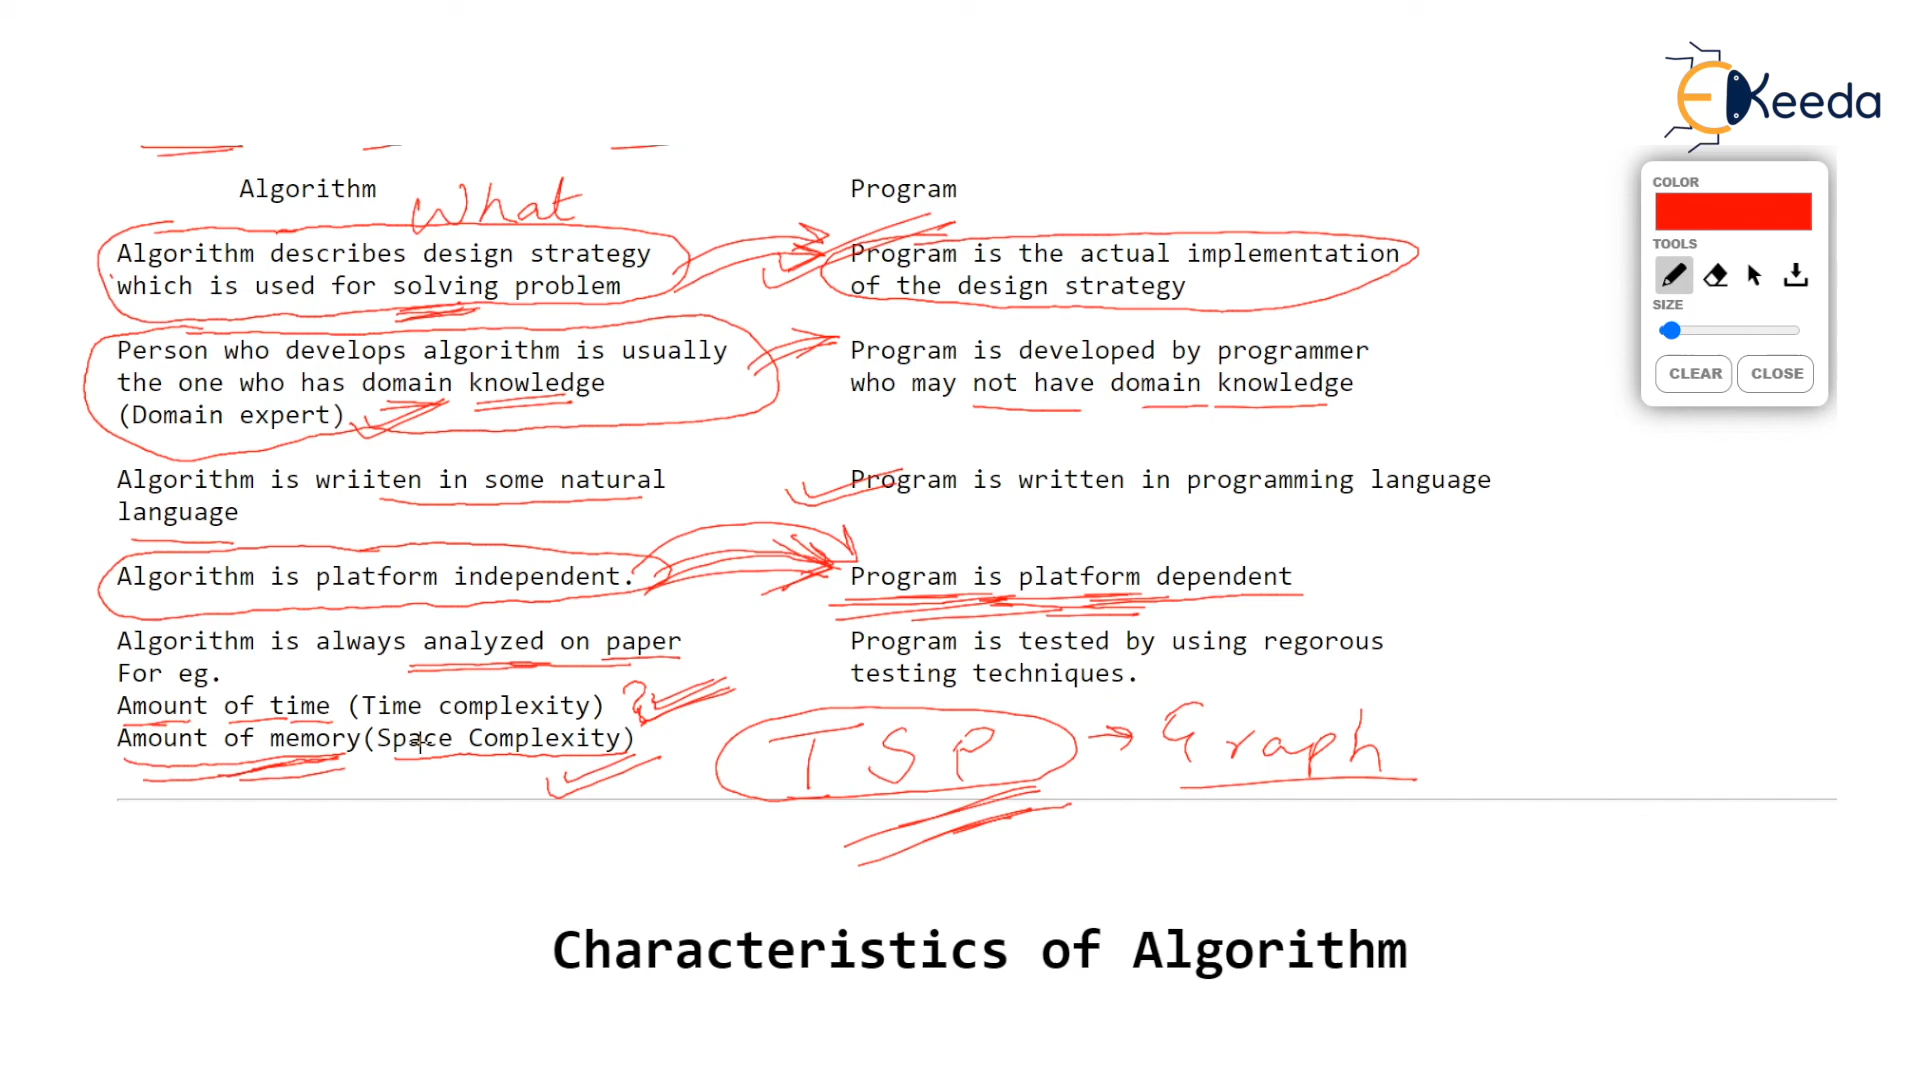 EKeeda
COLOR
TOOLS
SIZE
CLEAR CLOSE
Algorithm
Program
What
Algorithm describes design strategy
which is used for solving problem
Program is the actual implementation
of the design strategy
Person who develops algorithm is usually
the one who has domain knowledge
(Domain expert)
Program is developed by programmer
who may not have domain knowledge
Algorithm is wriiten in some natural
language
Program is written in programming language
Algorithm is platform independent.
Program is platform dependent
Algorithm is always analyzed on paper
For eg.
Amount of time (Time complexity)
Amount of memory(Space Complexity)
Program is tested by using regorous
testing techniques.
TSP → Graph
Characteristics of Algorithm